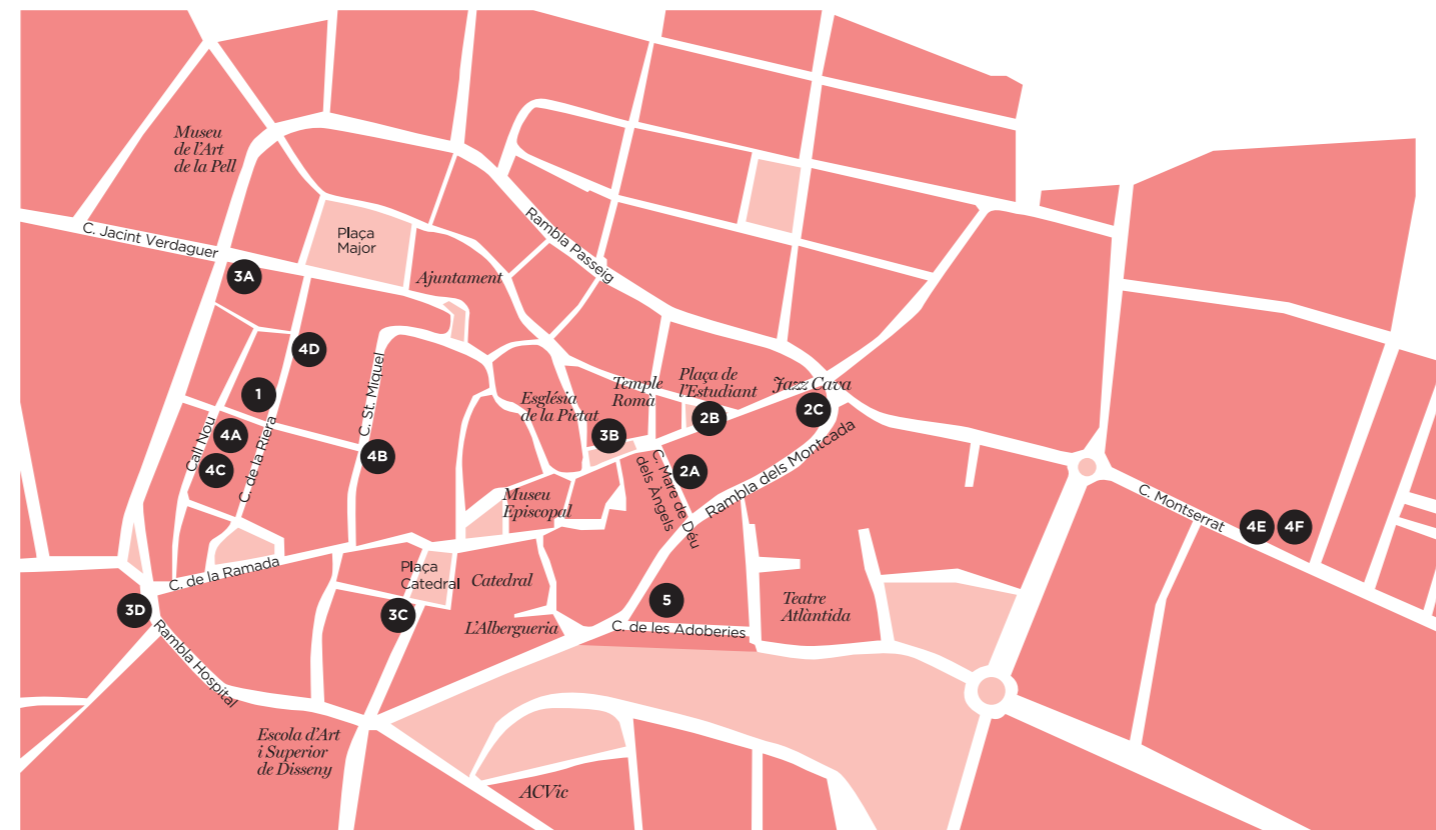 Museu
de l'Art
de la Pell
C. Jacint Verdaguer
Plaça
Major
Rambla Passeig
Ajuntament
3A
4D
1
4A
4C
Call Nou
C. de la Riera
C. St. Miquel
4B
Església
de la Pietat
3B
Temple
Romà
Plaça de
l'Estudiant
2B
Jazz Cava
2C
2A
C. Mare de Déu
dels Àngels
Rambla dels Montcada
Museu
Episcopal
C. Montserrat
4E
4F
C. de la Ramada
Plaça
Catedral
Catedral
3D
3C
5
L'Albergueria
C. de les Adoberies
Teatre
Atlàntida
Rambla Hospital
Escola d'Art
i Superior
de Disseny
ACVic